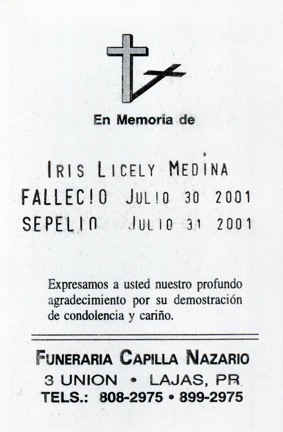 En Memoria de
IRIS LICELY MEDINA
FALLECIO JULIO 30 2001
SEPELIO JULIO 31 2001
Expresamos a usted nuestro profundo
agradecimiento por su demostración
de condolencia y cariño.
FUNERARIA CAPILLA NAZARIO
3 UNION • LAJAS, PR
TELS.: 808-2975 • 899-2975